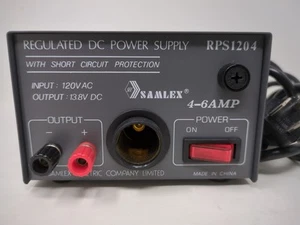 REGULATED DC POWER SUPPLY RPS1204
WITH SHORT CIRCUIT PROTECTION
INPUT : 120V AC
OUTPUT : 13.8V DC
SAMLEX®
4-6AMP
OUTPUT
- +
POWER
ON OFF
SAMLEX ELECTRIC COMPANY LIMITED
MADE IN CHINA